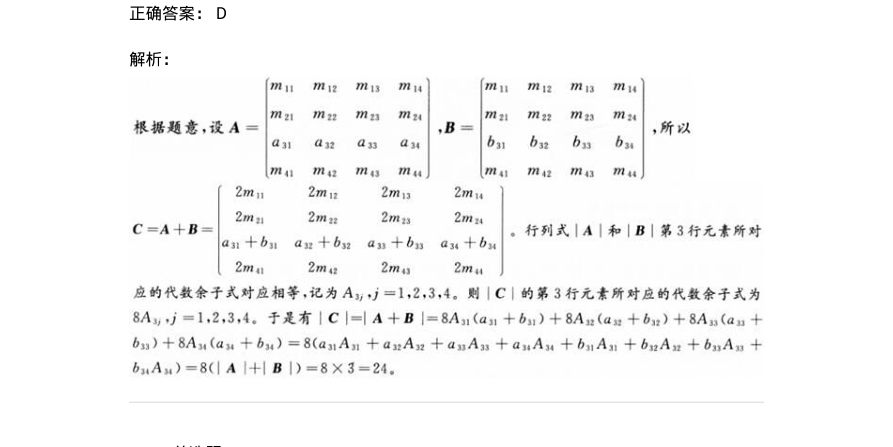 正确答案： D
解析：
根据题意,设 A = [m₁₁ m₁₂ m₁₃ m₁₄; m₂₁ m₂₂ m₂₃ m₂₄; a₃₁ a₃₂ a₃₃ a₃₄; m₄₁ m₄₂ m₄₃ m₄₄] ,B = [m₁₁ m₁₂ m₁₃ m₁₄; m₂₁ m₂₂ m₂₃ m₂₄; b₃₁ b₃₂ b₃₃ b₃₄; m₄₁ m₄₂ m₄₃ m₄₄] ,所以
C = A + B = [2m₁₁ 2m₁₂ 2m₁₃ 2m₁₄; 2m₂₁ 2m₂₂ 2m₂₃ 2m₂₄; a₃₁ + b₃₁ a₃₂ + b₃₂ a₃₃ + b₃₃ a₃₄ + b₃₄; 2m₄₁ 2m₄₂ 2m₄₃ 2m₄₄] 。行列式 | A | 和 | B | 第 3 行元素所对
应的代数余子式对应相等,记为 A₃ⱼ ,j = 1,2,3,4。则 | C | 的第 3 行元素所对应的代数余子式为
8A₃ⱼ ,j = 1,2,3,4。于是有 | C |=| A + B |= 8A₃₁(a₃₁ + b₃₁) + 8A₃₂(a₃₂ + b₃₂) + 8A₃₃(a₃₃ +
b₃₃) + 8A₃₄(a₃₄ + b₃₄) = 8(a₃₁A₃₁ + a₃₂A₃₂ + a₃₃A₃₃ + a₃₄A₃₄ + b₃₁A₃₁ + b₃₂A₃₂ + b₃₃A₃₃ +
b₃₄A₃₄) = 8(| A |+| B |) = 8 × 3 = 24。